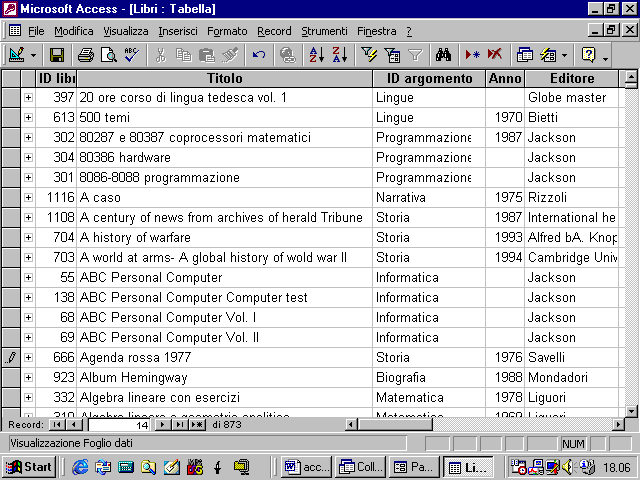 Microsoft Access - [Libri : Tabella]
File Modifica Visualizza Inserisci Formato Record Strumenti Finestra ?
ID libr Titolo ID argomento Anno Editore
397 20 ore corso di lingua tedesca vol. 1 Lingue Globe master
613 500 temi Lingue 1970 Bietti
302 80287 e 80387 coprocessori matematici Programmazione 1987 Jackson
304 80386 hardware Programmazione Jackson
301 8086-8088 programmazione Programmazione Jackson
1116 A caso Narrativa 1975 Rizzoli
1108 A century of news from archives of herald Tribune Storia 1987 International he
704 A history of warfare Storia 1993 Alfred bA. Knop
703 A world at arms- A global history of wold war II Storia 1994 Cambridge Univ
55 ABC Personal Computer Informatica Jackson
138 ABC Personal Computer Computer test Informatica Jackson
68 ABC Personal Computer Vol. I Informatica Jackson
69 ABC Personal Computer Vol. II Informatica Jackson
666 Agenda rossa 1977 Storia 1976 Savelli
923 Album Hemingway Biografia 1988 Mondadori
332 Algebra lineare con esercizi Matematica 1978 Liguori
310 Algebra lineare e geometria analitica Matematica 1969 Liguori
Record: 14 di 873
Visualizzazione Foglio dati NUM
Start acc... Coll... Pa... Li... 18.06